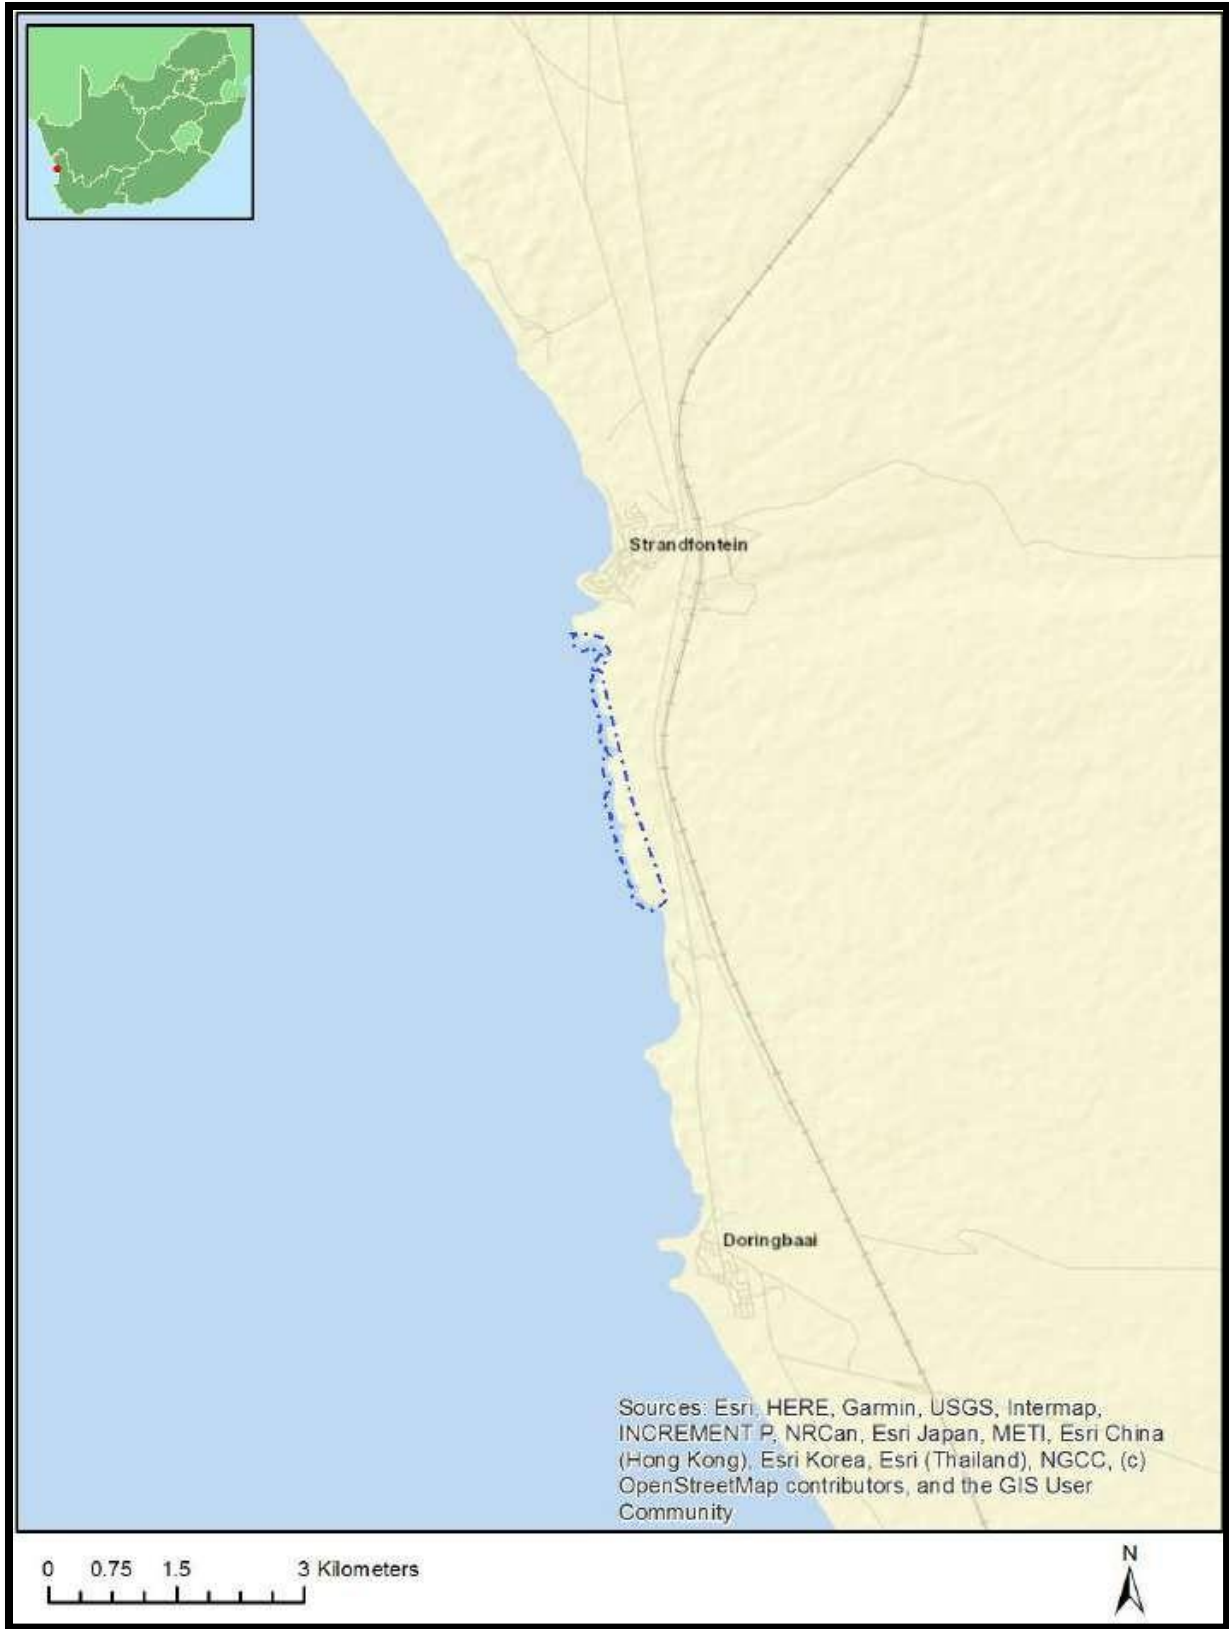 Strandfontein
Doringbaai
Sources: Esri, HERE, Garmin, USGS, Intermap,
INCREMENT P, NRCan, Esri Japan, METI, Esri China
(Hong Kong), Esri Korea, Esri (Thailand), NGCC, (c)
OpenStreetMap contributors, and the GIS User
Community
0 0.75 1.5 3 Kilometers
N